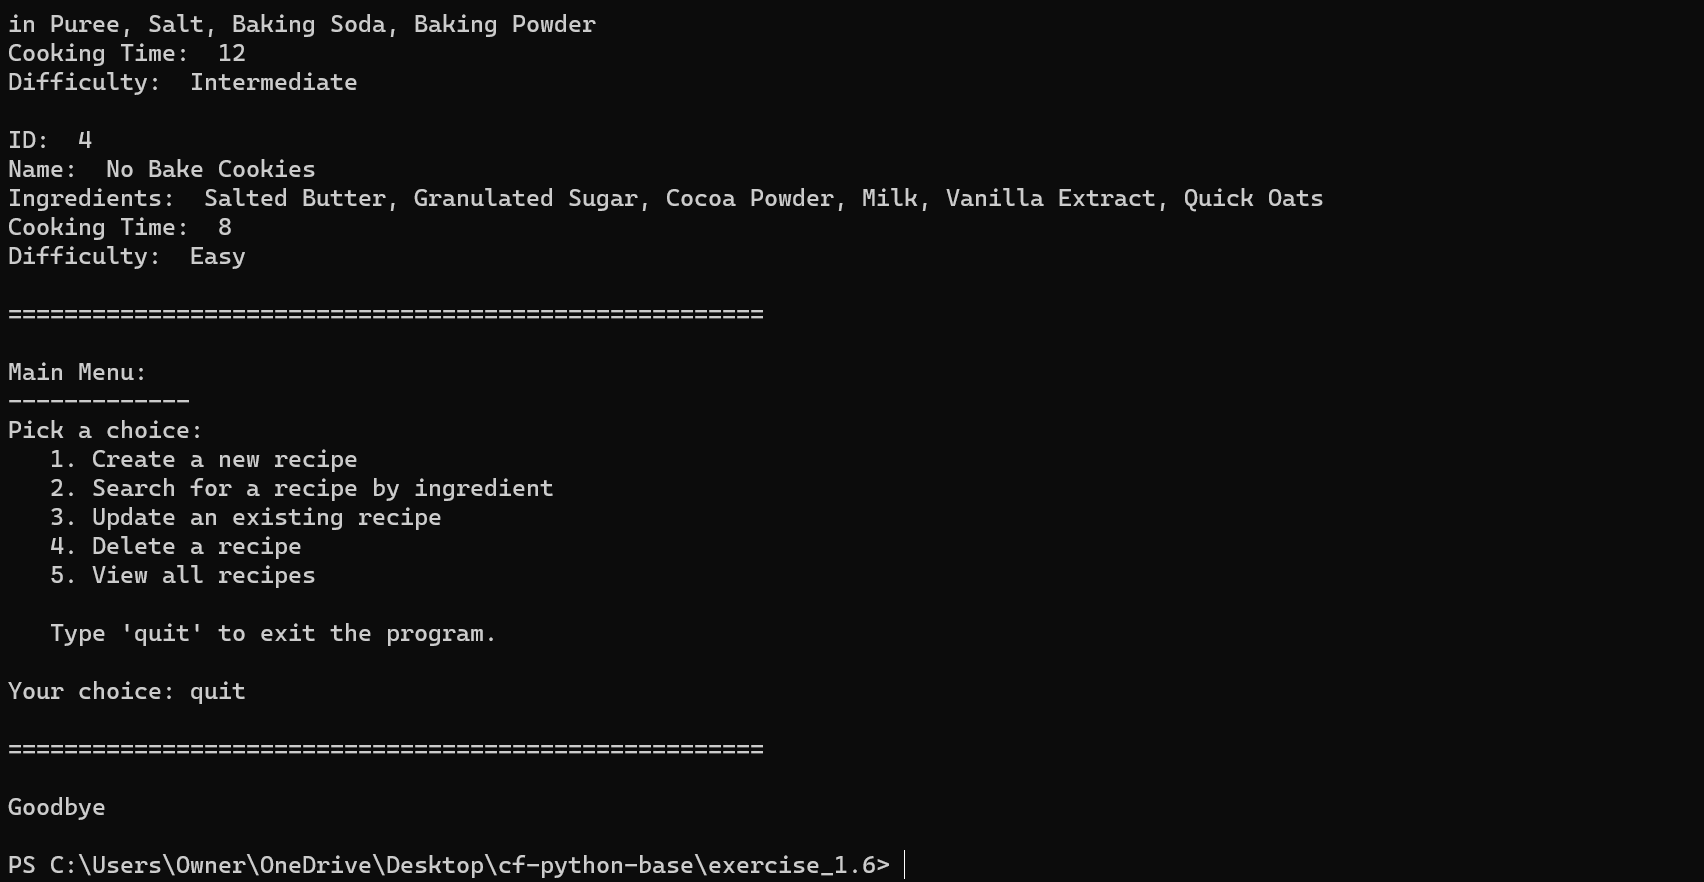 in Puree, Salt, Baking Soda, Baking Powder
Cooking Time:  12
Difficulty:  Intermediate
ID:  4
Name:  No Bake Cookies
Ingredients:  Salted Butter, Granulated Sugar, Cocoa Powder, Milk, Vanilla Extract, Quick Oats
Cooking Time:  8
Difficulty:  Easy
======================================================
Main Menu:
-------------
Pick a choice:
   1. Create a new recipe
   2. Search for a recipe by ingredient
   3. Update an existing recipe
   4. Delete a recipe
   5. View all recipes
   Type 'quit' to exit the program.
Your choice: quit
======================================================
Goodbye
PS C:\Users\Owner\OneDrive\Desktop\cf-python-base\exercise_1.6>